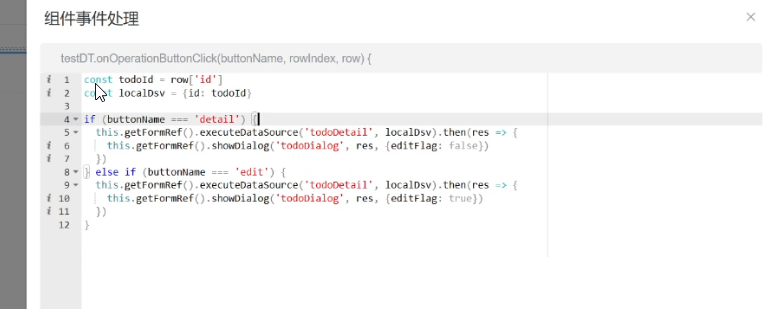 组件事件处理
testDT.onOperationButtonClick(buttonName, rowIndex, row) {
1 const todoId = row['id']
2 const localDsv = {id: todoId}
3
4 if (buttonName === 'detail') {
5 this.getFormRef().executeDataSource('todoDetail', localDsv).then(res => {
6 this.getFormRef().showDialog('todoDialog', res, {editFlag: false})
7 })
8 } else if (buttonName === 'edit') {
9 this.getFormRef().executeDataSource('todoDetail', localDsv).then(res => {
10 this.getFormRef().showDialog('todoDialog', res, {editFlag: true})
11 })
12 }